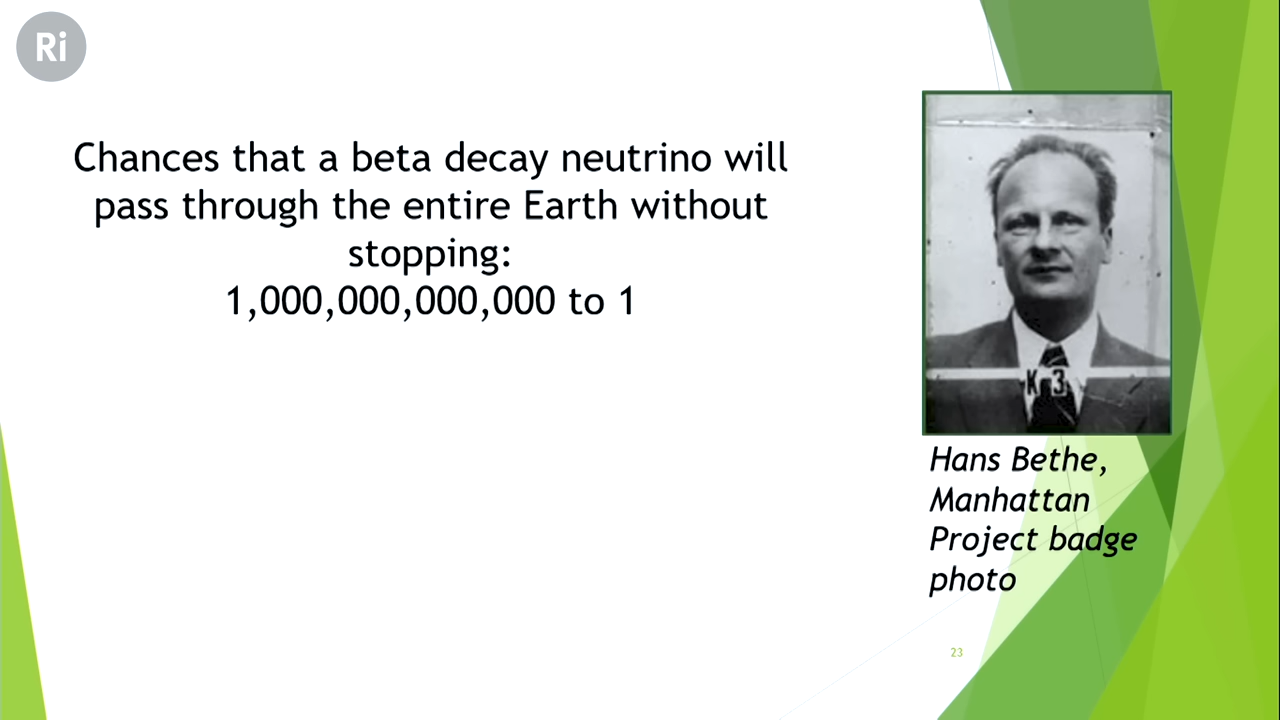 Ri
Chances that a beta decay neutrino will
pass through the entire Earth without
stopping:
1,000,000,000,000 to 1
K 3
Hans Bethe,
Manhattan
Project badge
photo
23